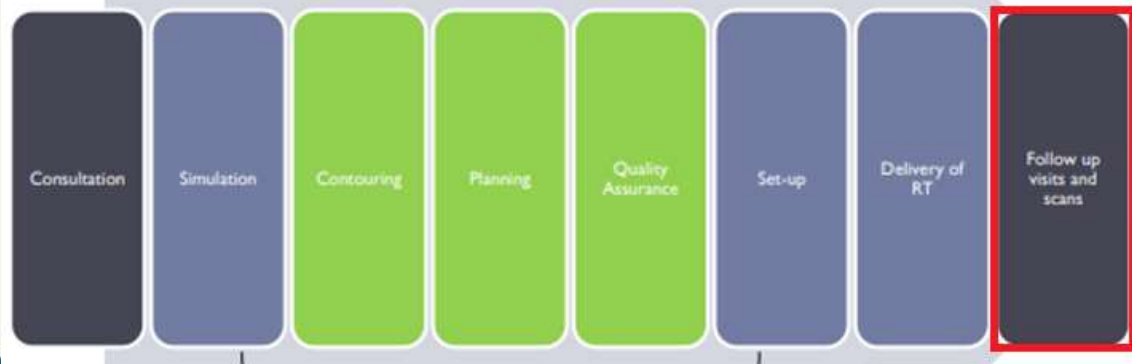 Consultation
Simulation
Contouring
Planning
Quality
Assurance
Set-up
Delivery of
RT
Follow up
visits and
scans